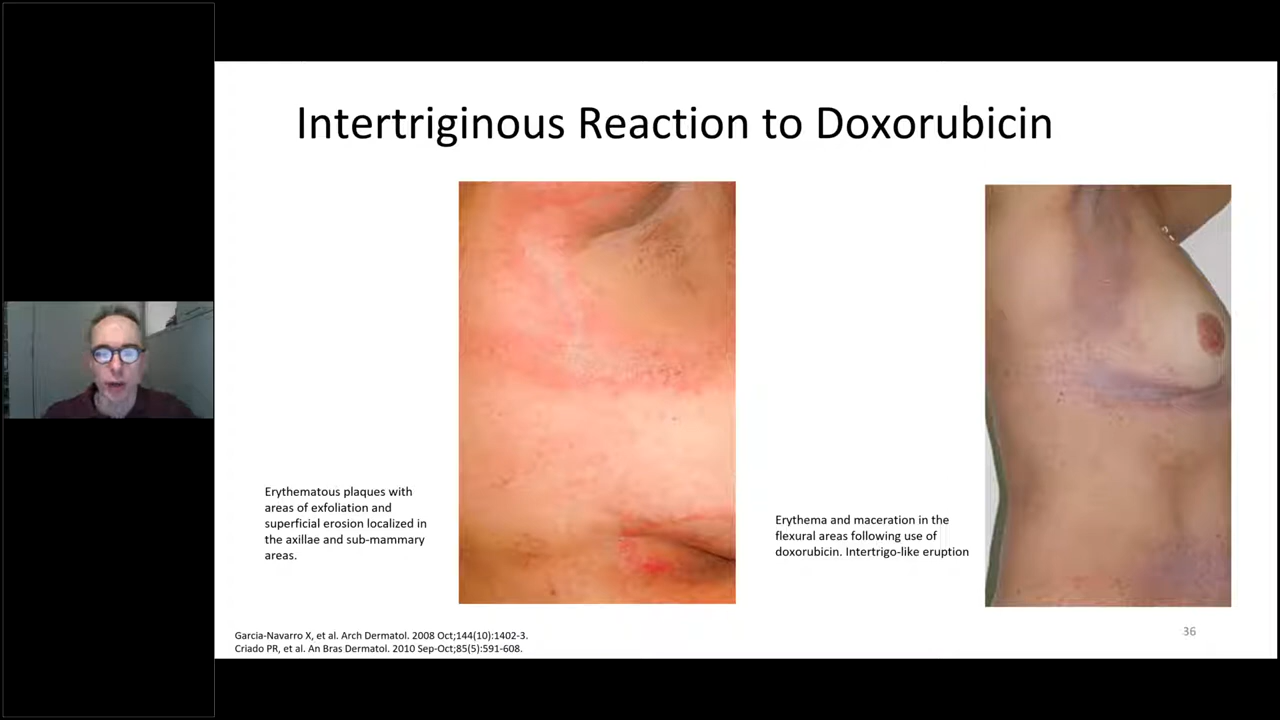 Intertriginous Reaction to Doxorubicin
Erythematous plaques with
areas of exfoliation and
superficial erosion localized in
the axillae and sub-mammary
areas.
Erythema and maceration in the
flexural areas following use of
doxorubicin. Intertrigo-like eruption
Garcia-Navarro X, et al. Arch Dermatol. 2008 Oct;144(10):1402-3.
Criado PR, et al. An Bras Dermatol. 2010 Sep-Oct;85(5):591-608.
36